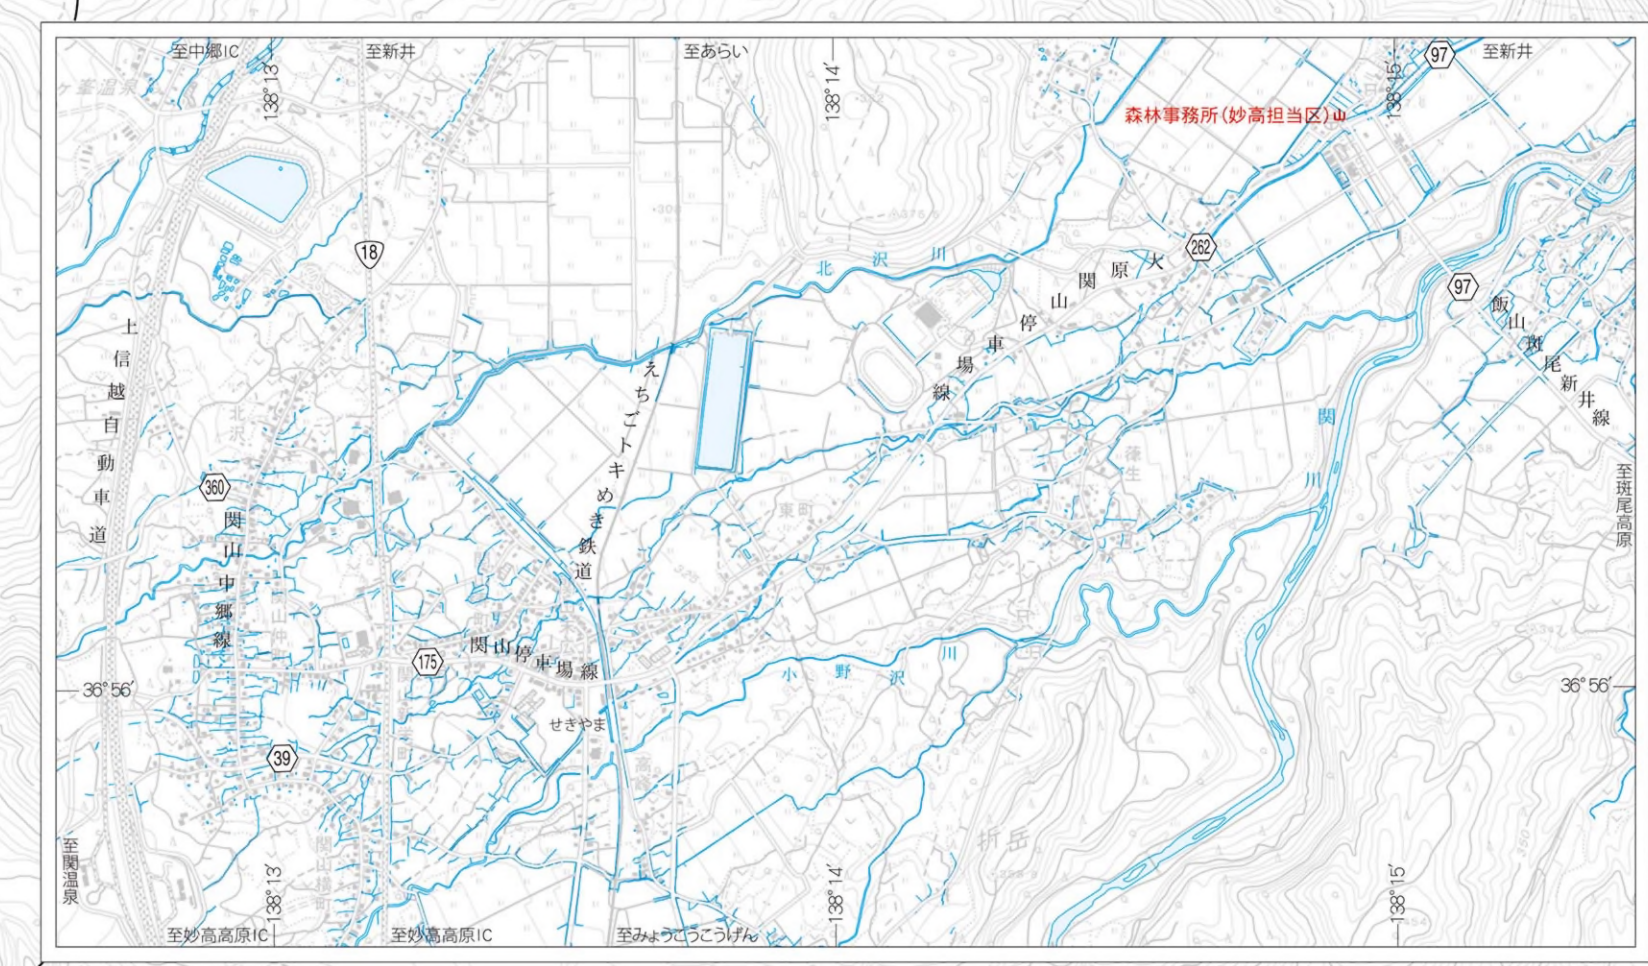 至中郷IC
至新井
至あらい
至新井
138°13′
138°14′
138°15′
97
ヶ峯温泉
森林事務所(妙高担当区)
18
262
97
北沢川
大原関山停車場線
飯山斑尾新井線
上信越自動車道
えちごトキめき鉄道
関川
360
関山中郷線
蒲生
東町
至斑尾高原
175
関山停車場線
小野沢川
36°56′
36°56′
せきやま
39
折岳
至関温泉
138°13′
138°14′
138°15′
至妙高高原IC
至妙高高原IC
至みょうこうこうげん